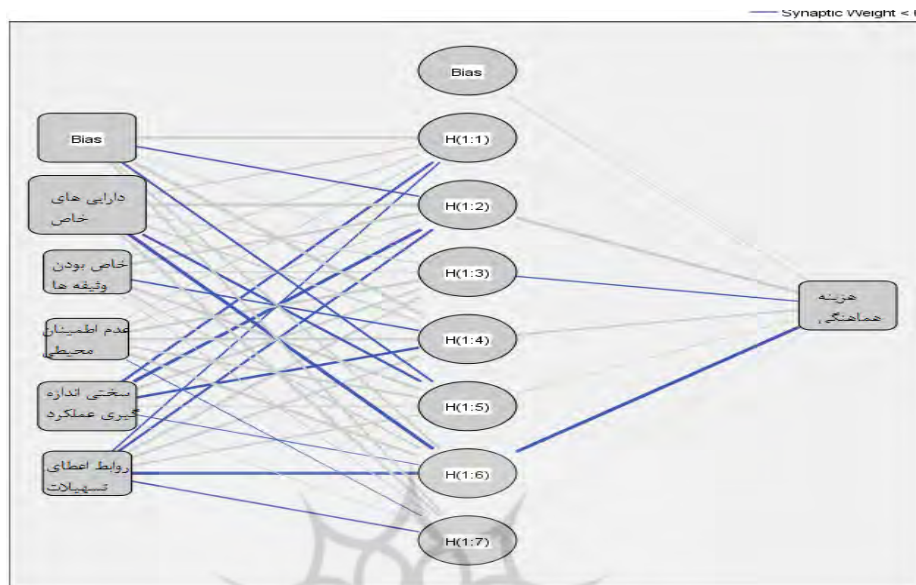 Synaptic Weight <
Bias
Bias
H(1:1)
دارایی های
خاص
H(1:2)
خاص بودن
وثیقه ها
H(1:3)
هزینه
هماهنگی
عدم اطمینان
محیطی
H(1:4)
سختی اندازه
گیری عملکرد
H(1:5)
روابط اعطای
تسهیلات
H(1:6)
H(1:7)